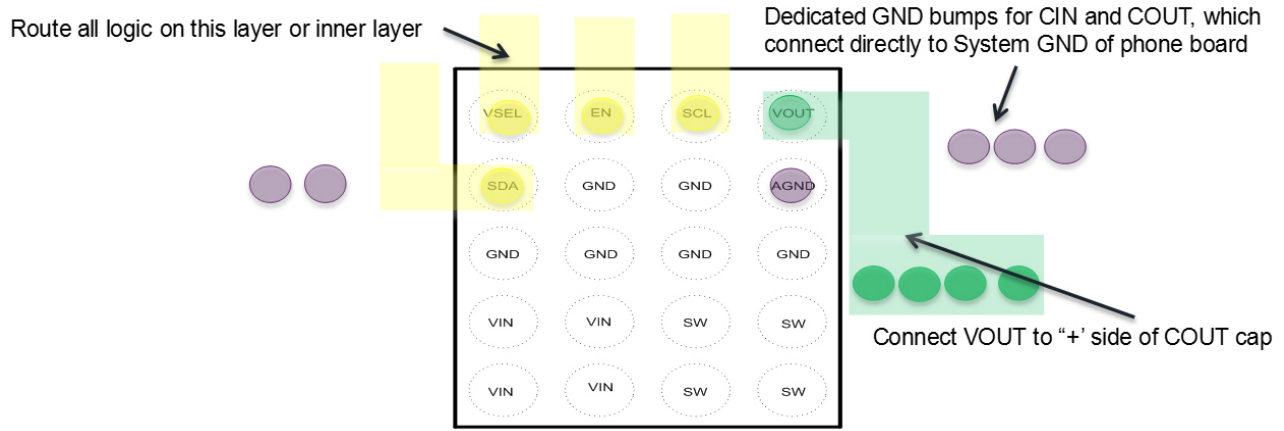 Route all logic on this layer or inner layer
Dedicated GND bumps for CIN and COUT, which
connect directly to System GND of phone board
VSEL EN SCL VOUT
SDA GND GND AGND
GND GND GND GND
VIN VIN SW SW
VIN VIN SW SW
Connect VOUT to “+’ side of COUT cap